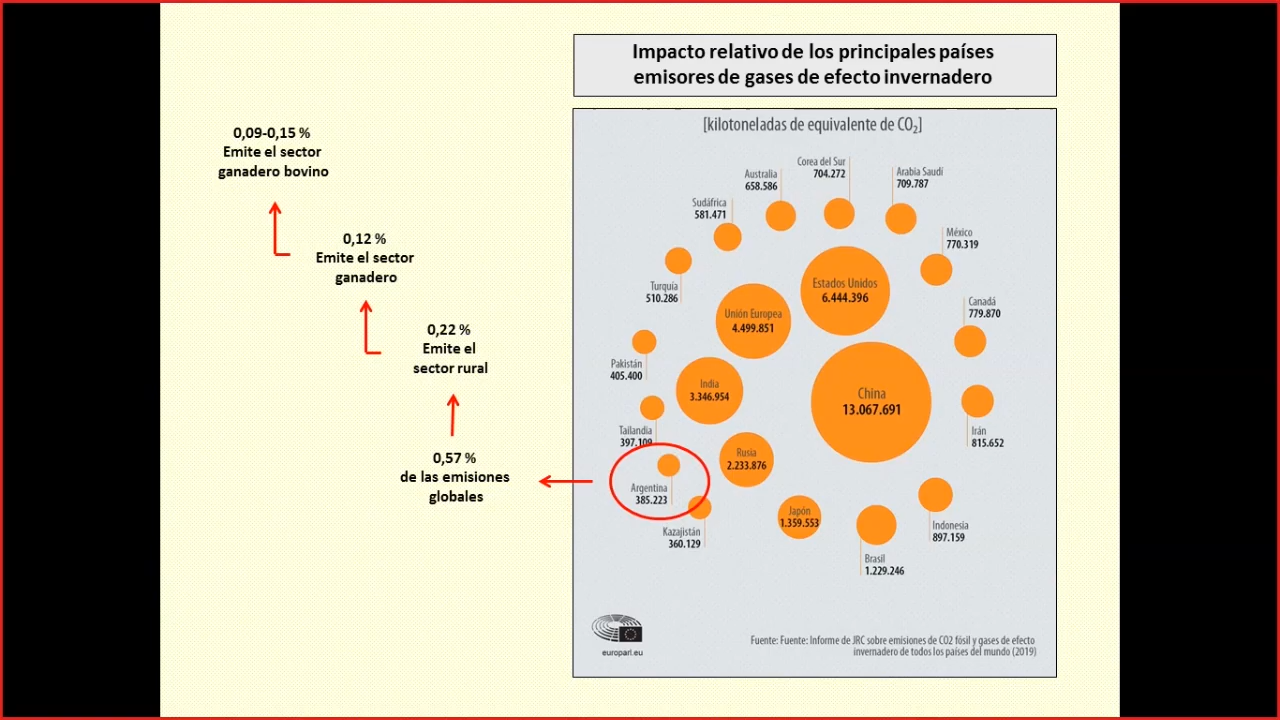 Impacto relativo de los principales países
emisores de gases de efecto invernadero
[kilotoneladas de equivalente de CO₂]
Corea del Sur
704.272
Arabia Saudí
709.787
Australia
658.586
Sudáfrica
581.471
México
770.319
Turquía
510.286
Estados Unidos
6.444.396
Canadá
779.870
Unión Europea
4.499.851
Pakistán
405.400
India
3.346.954
China
13.067.691
Irán
815.652
Tailandia
397.109
Rusia
2.233.876
Argentina
385.223
Kazajistán
360.129
Japón
1.359.553
Indonesia
897.159
Brasil
1.229.246
europarl.eu
Fuente: Fuente: Informe de JRC sobre emisiones de CO2 fósil y gases de efecto
invernadero de todos los países del mundo (2019)
0,09-0,15 %
Emite el sector
ganadero bovino
0,12 %
Emite el sector
ganadero
0,22 %
Emite el
sector rural
0,57 %
de las emisiones
globales